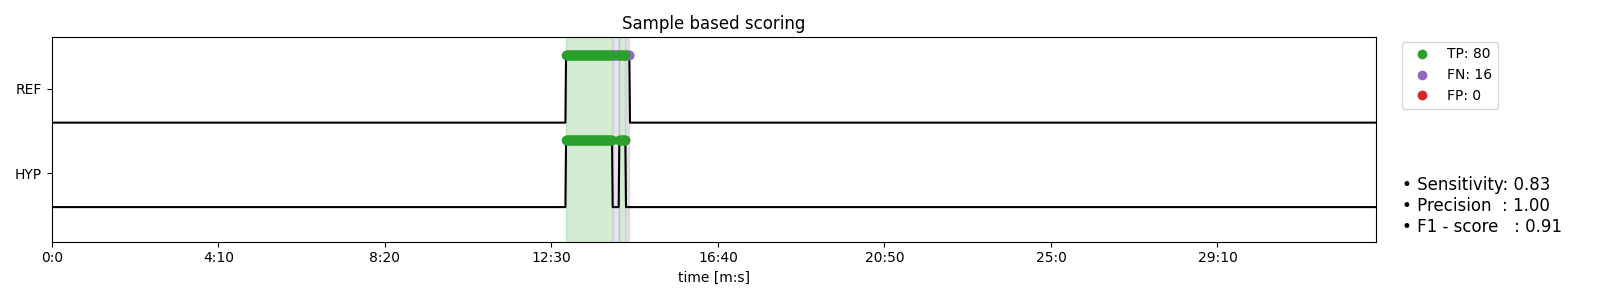 Sample based scoring
REF
HYP
0:0
4:10
8:20
12:30
16:40
20:50
25:0
29:10
time [m:s]
TP: 80
FN: 16
FP: 0
• Sensitivity: 0.83
• Precision  : 1.00
• F1 - score   : 0.91